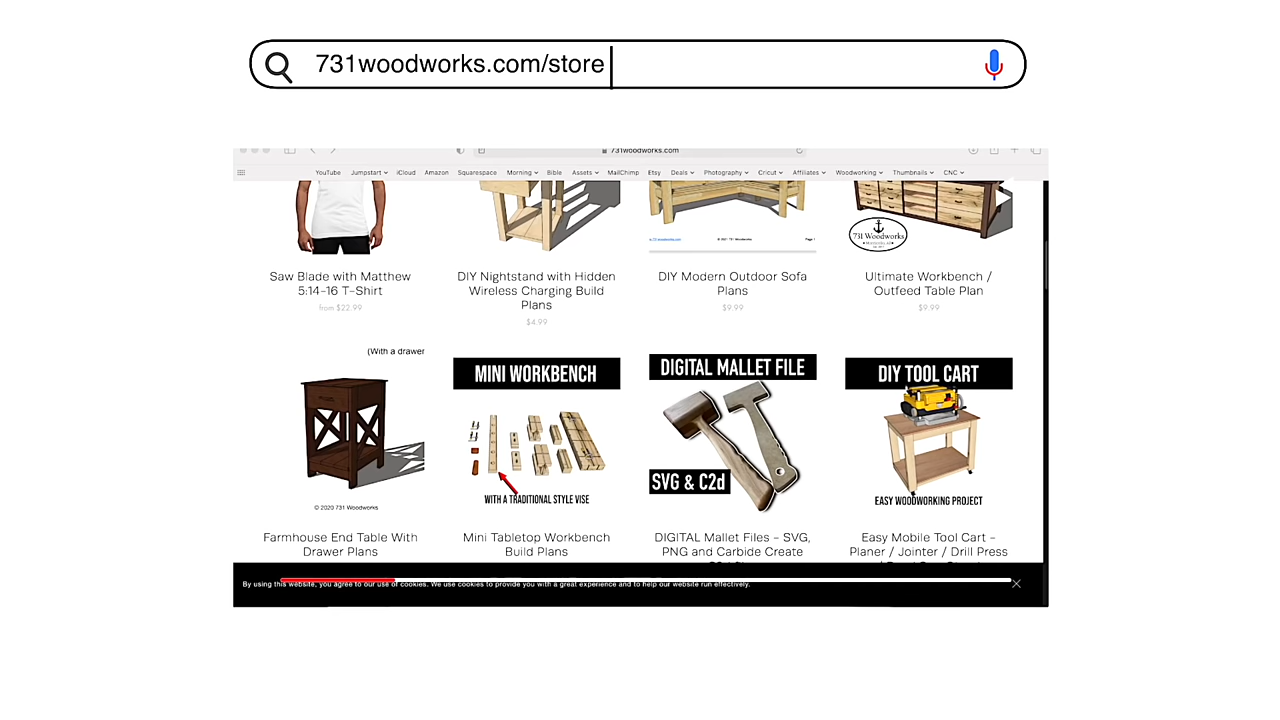 731woodworks.com/store
731woodworks.com
YouTube Jumpstart iCloud Amazon Squarespace Morning Bible Assets MailChimp Etsy Deals Photography Cricut Affiliates Woodworking Thumbnails CNC
731 Woodworks
© 2021 731 Woodworks
Page 1
Saw Blade with Matthew
5:14-16 T-Shirt
from $22.99
DIY Nightstand with Hidden
Wireless Charging Build
Plans
$4.99
DIY Modern Outdoor Sofa
Plans
$9.99
Ultimate Workbench /
Outfeed Table Plan
$9.99
(With a drawer
© 2020 731 Woodworks
MINI WORKBENCH
WITH A TRADITIONAL STYLE VISE
DIGITAL MALLET FILE
SVG & C2d
DIY TOOL CART
EASY WOODWORKING PROJECT
Farmhouse End Table With
Drawer Plans
Mini Tabletop Workbench
Build Plans
DIGITAL Mallet Files – SVG,
PNG and Carbide Create
Easy Mobile Tool Cart –
Planer / Jointer / Drill Press
By using this website, you agree to our use of cookies. We use cookies to provide you with a great experience and to help our website run effectively.